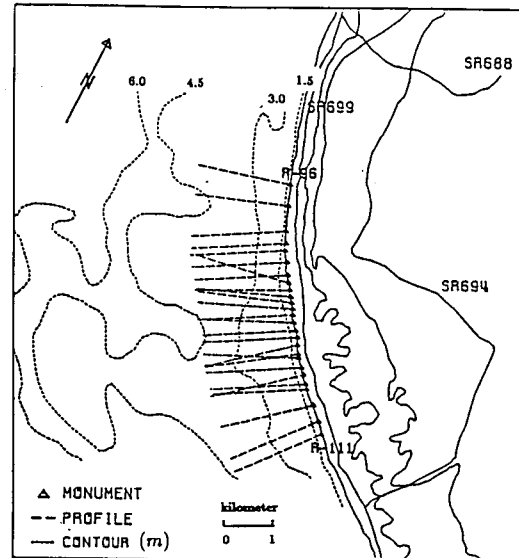 SR688
6.0
4.5
1.5
3.0
SR699
N
R-96
SR694
R-111
MONUMENT
PROFILE
CONTOUR (m)
kilometer
0 1